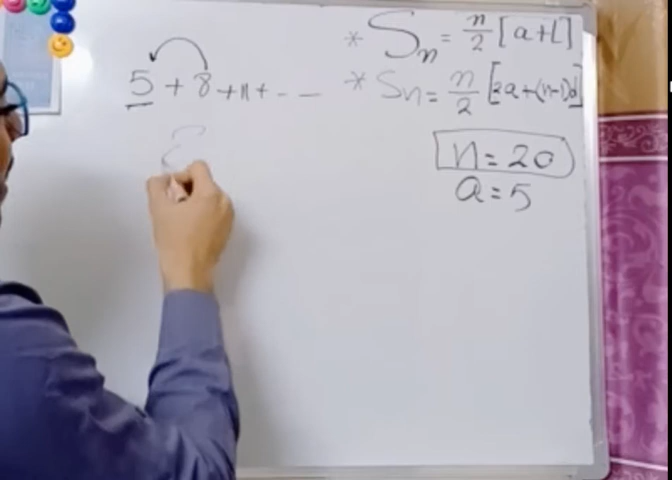 * Sn = n/2 [a+L]
5 + 8 + 11 + - - -
* Sn = n/2 [2a+(n-1)d]
n = 20
a = 5